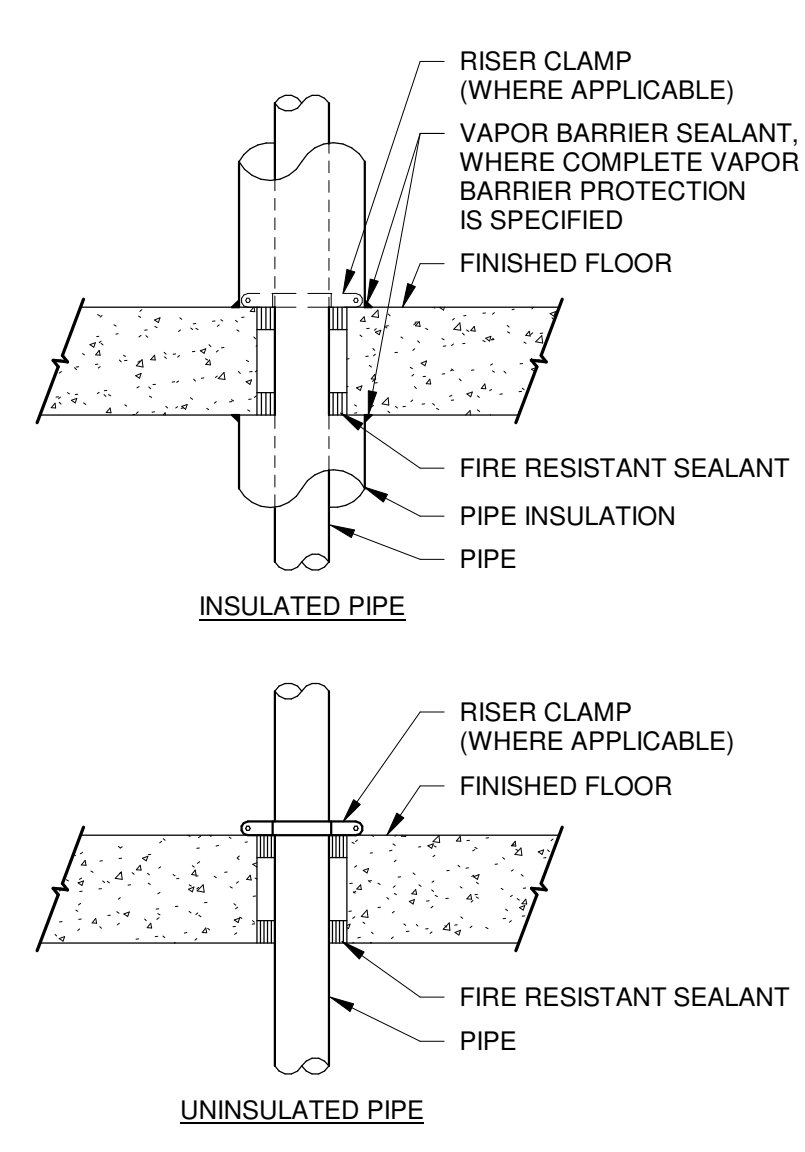 RISER CLAMP
(WHERE APPLICABLE)
VAPOR BARRIER SEALANT,
WHERE COMPLETE VAPOR
BARRIER PROTECTION
IS SPECIFIED
FINISHED FLOOR
FIRE RESISTANT SEALANT
PIPE INSULATION
PIPE
INSULATED PIPE
RISER CLAMP
(WHERE APPLICABLE)
FINISHED FLOOR
FIRE RESISTANT SEALANT
PIPE
UNINSULATED PIPE